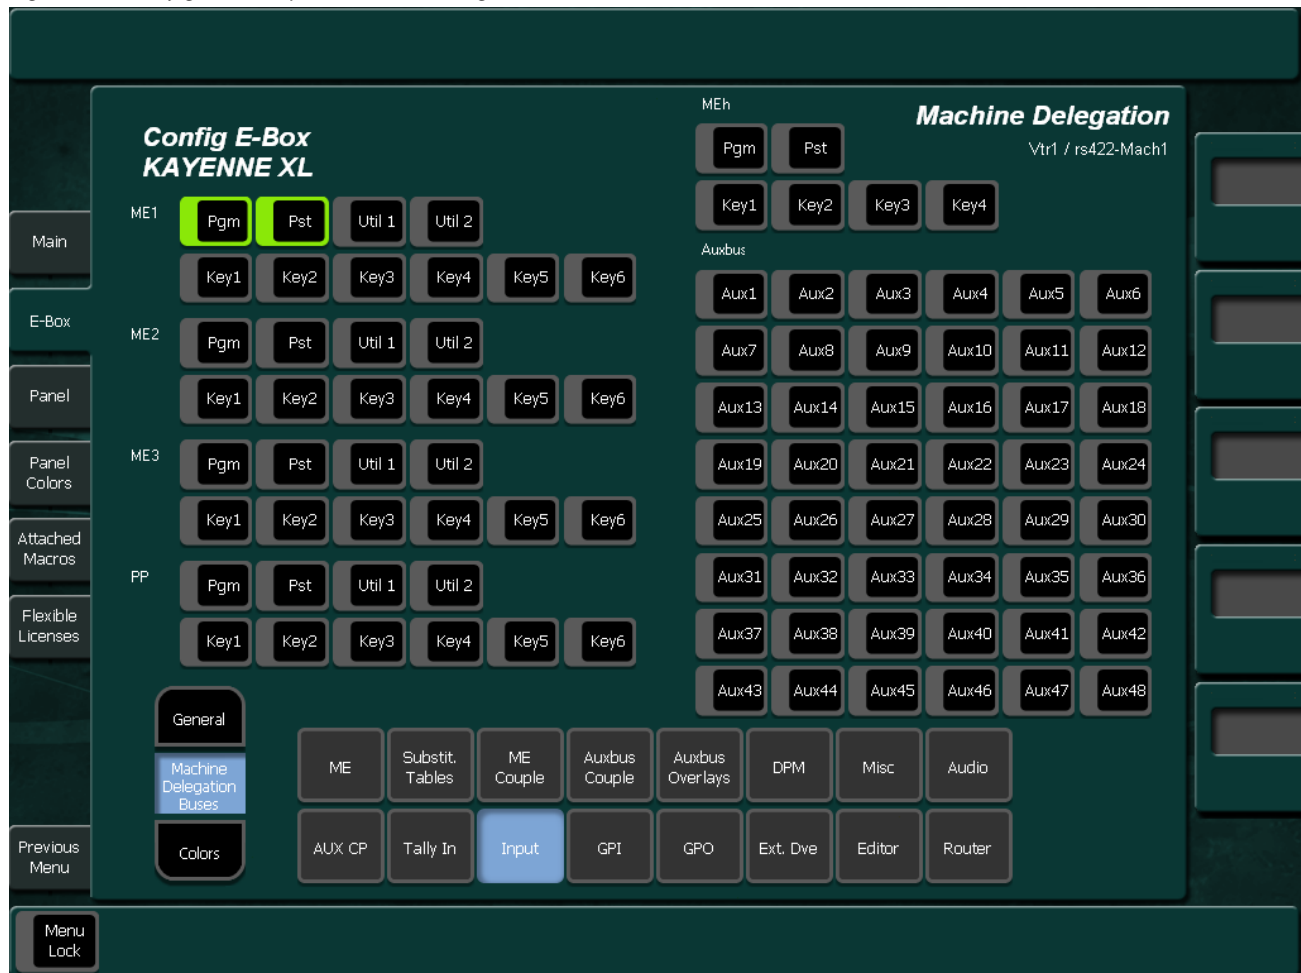 Config E-Box
KAYENNE XL
MEh
Machine Delegation
Vtr1 / rs422-Mach1
Pgm Pst
Key1 Key2 Key3 Key4
ME1 Pgm Pst Util 1 Util 2
Key1 Key2 Key3 Key4 Key5 Key6
ME2 Pgm Pst Util 1 Util 2
Key1 Key2 Key3 Key4 Key5 Key6
ME3 Pgm Pst Util 1 Util 2
Key1 Key2 Key3 Key4 Key5 Key6
PP Pgm Pst Util 1 Util 2
Key1 Key2 Key3 Key4 Key5 Key6
Auxbus
Aux1 Aux2 Aux3 Aux4 Aux5 Aux6
Aux7 Aux8 Aux9 Aux10 Aux11 Aux12
Aux13 Aux14 Aux15 Aux16 Aux17 Aux18
Aux19 Aux20 Aux21 Aux22 Aux23 Aux24
Aux25 Aux26 Aux27 Aux28 Aux29 Aux30
Aux31 Aux32 Aux33 Aux34 Aux35 Aux36
Aux37 Aux38 Aux39 Aux40 Aux41 Aux42
Aux43 Aux44 Aux45 Aux46 Aux47 Aux48
Main
E-Box
Panel
Panel
Colors
Attached
Macros
Flexible
Licenses
Previous
Menu
General
Machine
Delegation
Buses
Colors
ME
Substit.
Tables
ME
Couple
Auxbus
Couple
Auxbus
Overlays
DPM
Misc
Audio
AUX CP
Tally In
Input
GPI
GPO
Ext. Dve
Editor
Router
Menu
Lock